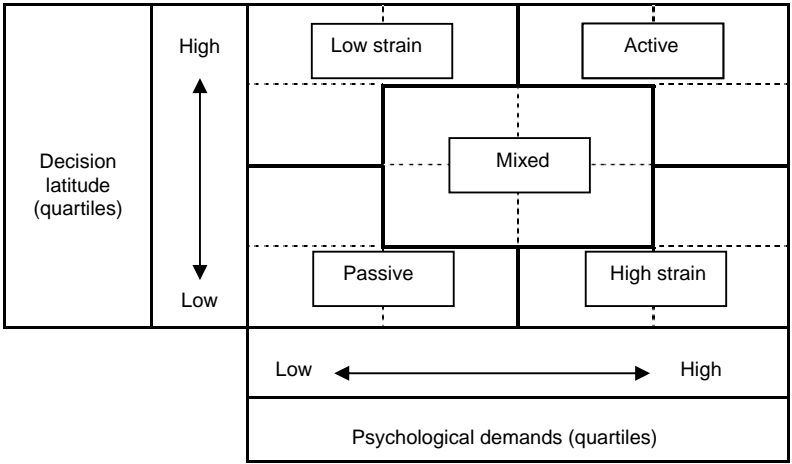 High
Low strain
Active
Decision
latitude
(quartiles)
Mixed
Passive
High strain
Low
Low
High
Psychological demands (quartiles)